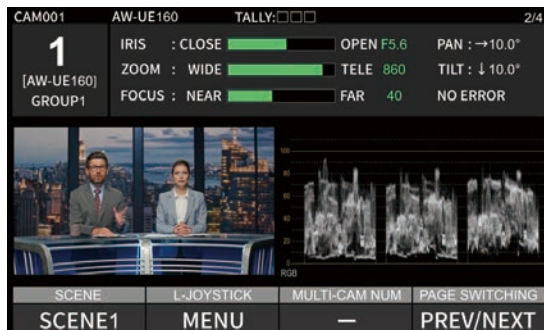 CAM001 AW-UE160 TALLY:□□□ 2/4
1
[AW-UE160]
GROUP1
IRIS : CLOSE OPEN F5.6 PAN : →10.0°
ZOOM : WIDE TELE 860 TILT : ↓10.0°
FOCUS : NEAR FAR 40 NO ERROR
100
80
60
40
20
0
RGB
SCENE L-JOYSTICK MULTI-CAM NUM PAGE SWITCHING
SCENE1 MENU — PREV/NEXT